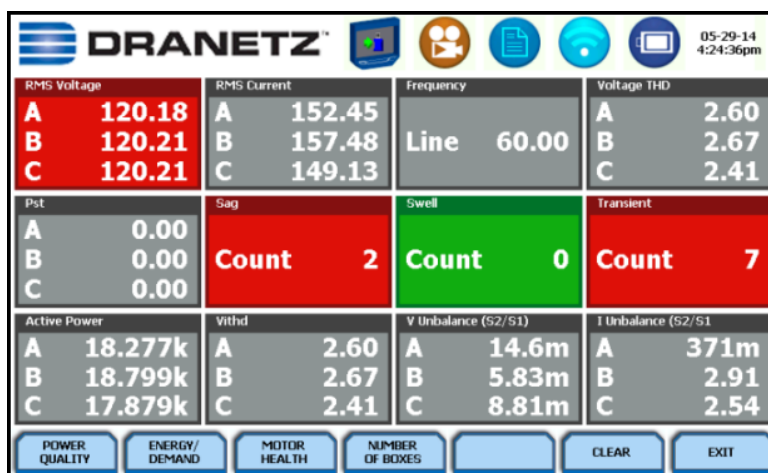 DRANETZ
05-29-14
4:24:36pm
RMS Voltage
A 120.18
B 120.21
C 120.21
RMS Current
A 152.45
B 157.48
C 149.13
Frequency
Line 60.00
Voltage THD
A 2.60
B 2.67
C 2.41
Pst
A 0.00
B 0.00
C 0.00
Sag
Count 2
Swell
Count 0
Transient
Count 7
Active Power
A 18.277k
B 18.799k
C 17.879k
Vithd
A 2.60
B 2.67
C 2.41
V Unbalance (S2/S1)
A 14.6m
B 5.83m
C 8.81m
I Unbalance (S2/S1
A 371m
B 2.91
C 2.54
POWER
QUALITY
ENERGY/
DEMAND
MOTOR
HEALTH
NUMBER
OF BOXES
CLEAR
EXIT